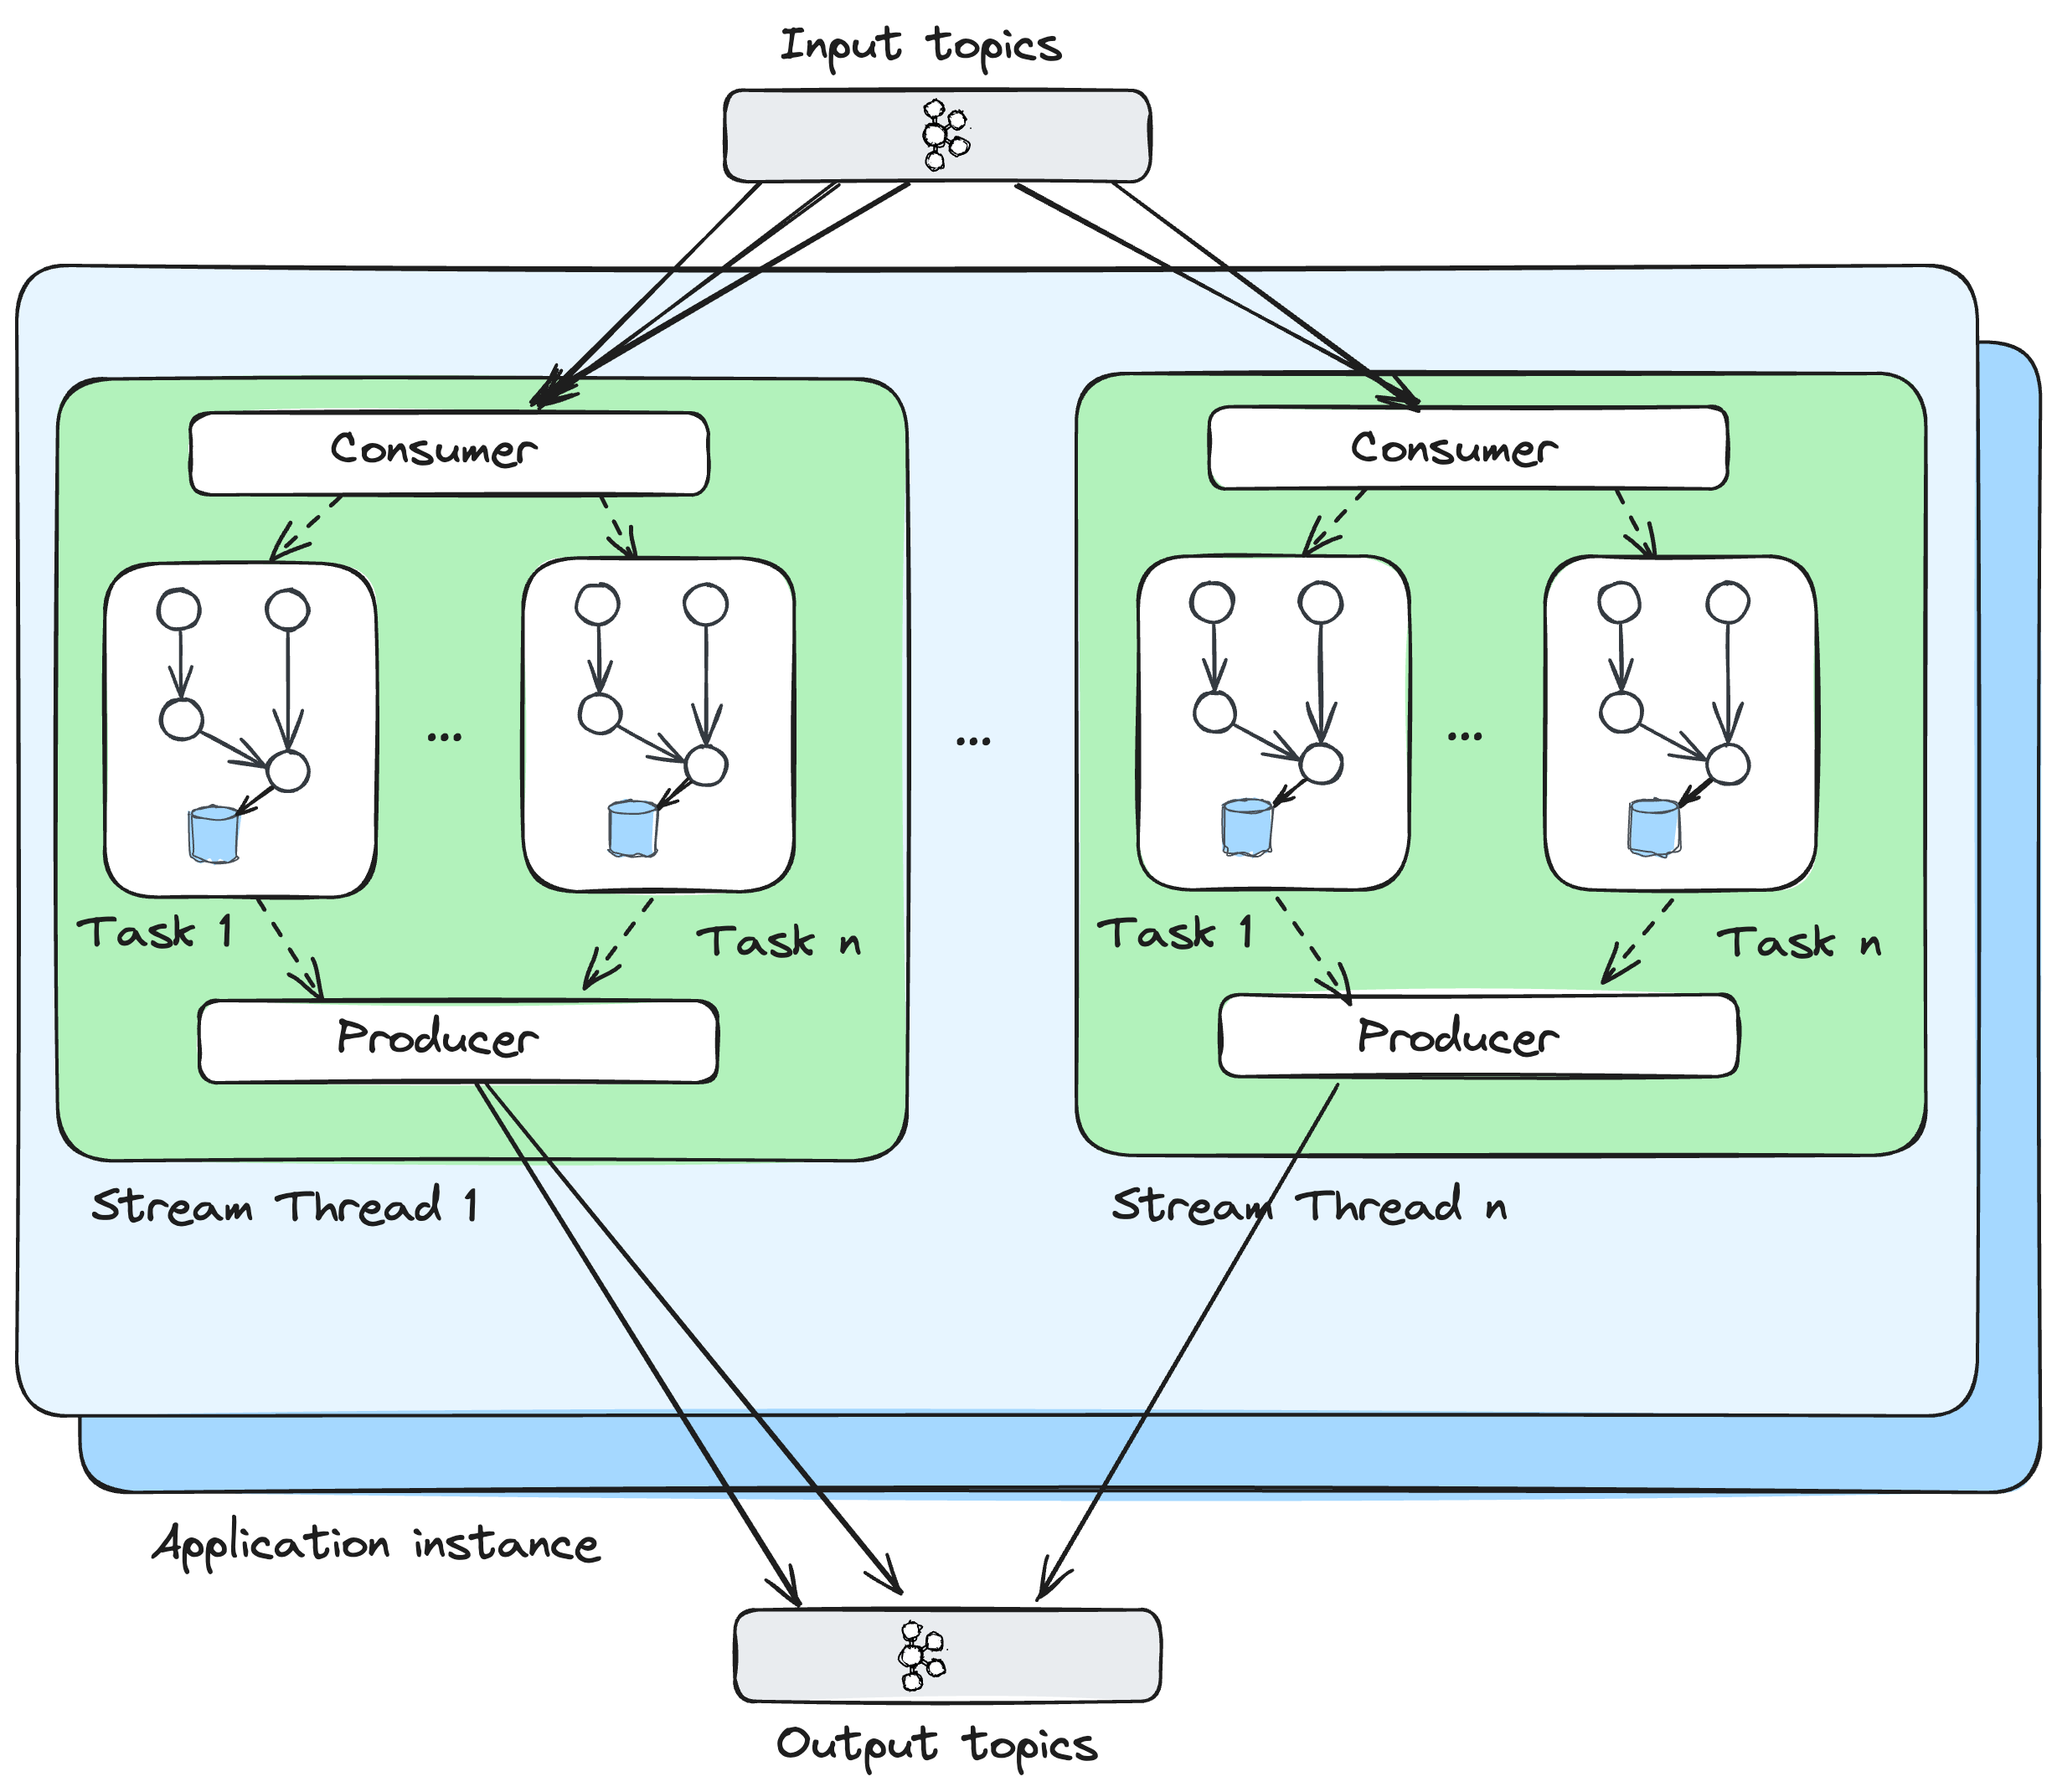 Input topics
Consumer
Consumer
...
...
...
Task 1
Task n
Task 1
Task n
Producer
Producer
Stream Thread 1
Stream Thread n
Application instance
Output topics